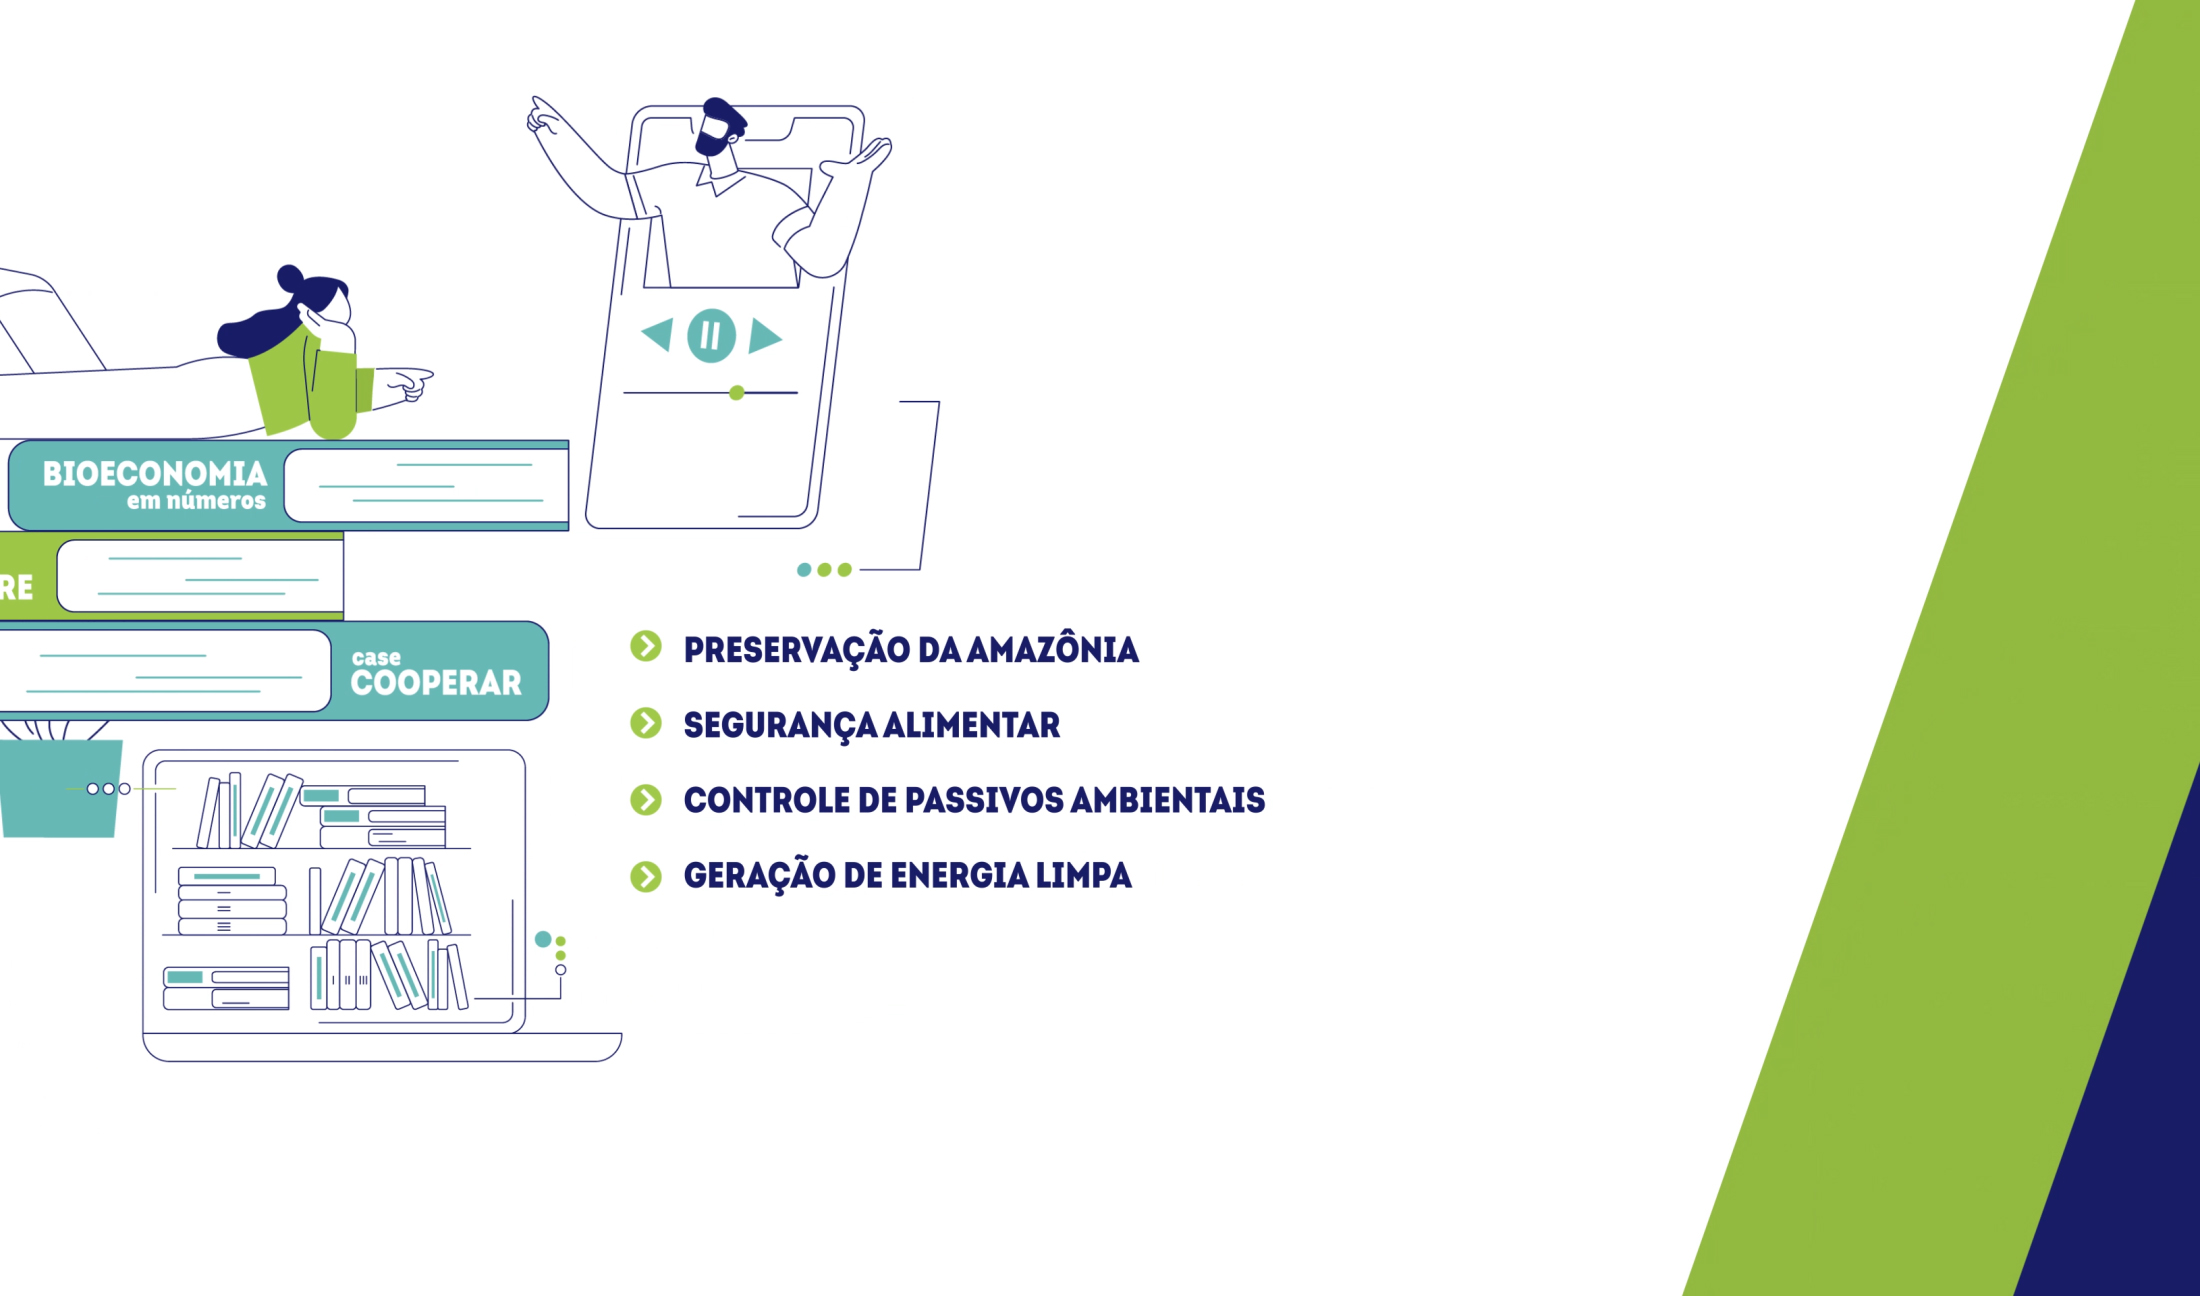 BIOECONOMIA
em números
RE
case
COOPERAR
PRESERVAÇÃO DA AMAZÔNIA
SEGURANÇA ALIMENTAR
CONTROLE DE PASSIVOS AMBIENTAIS
GERAÇÃO DE ENERGIA LIMPA